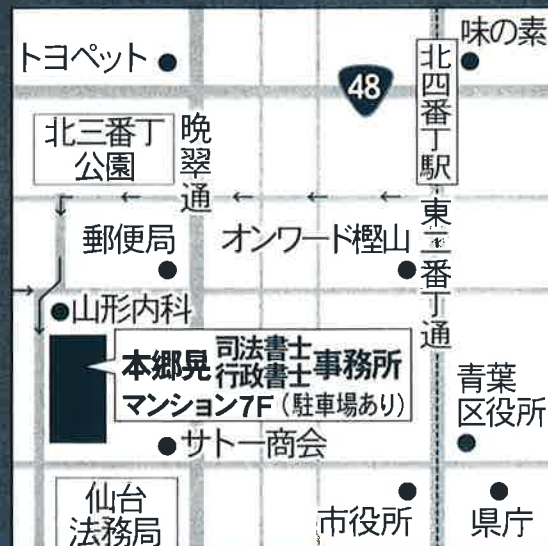 味の素
トヨペット
48
北四番丁駅
北三番丁
公園
晩翠通
東二番丁通
郵便局
オンワード樫山
山形内科
本郷晃 司法書士 行政書士 事務所
マンション7F(駐車場あり)
青葉
区役所
サトー商会
仙台
法務局
市役所
県庁